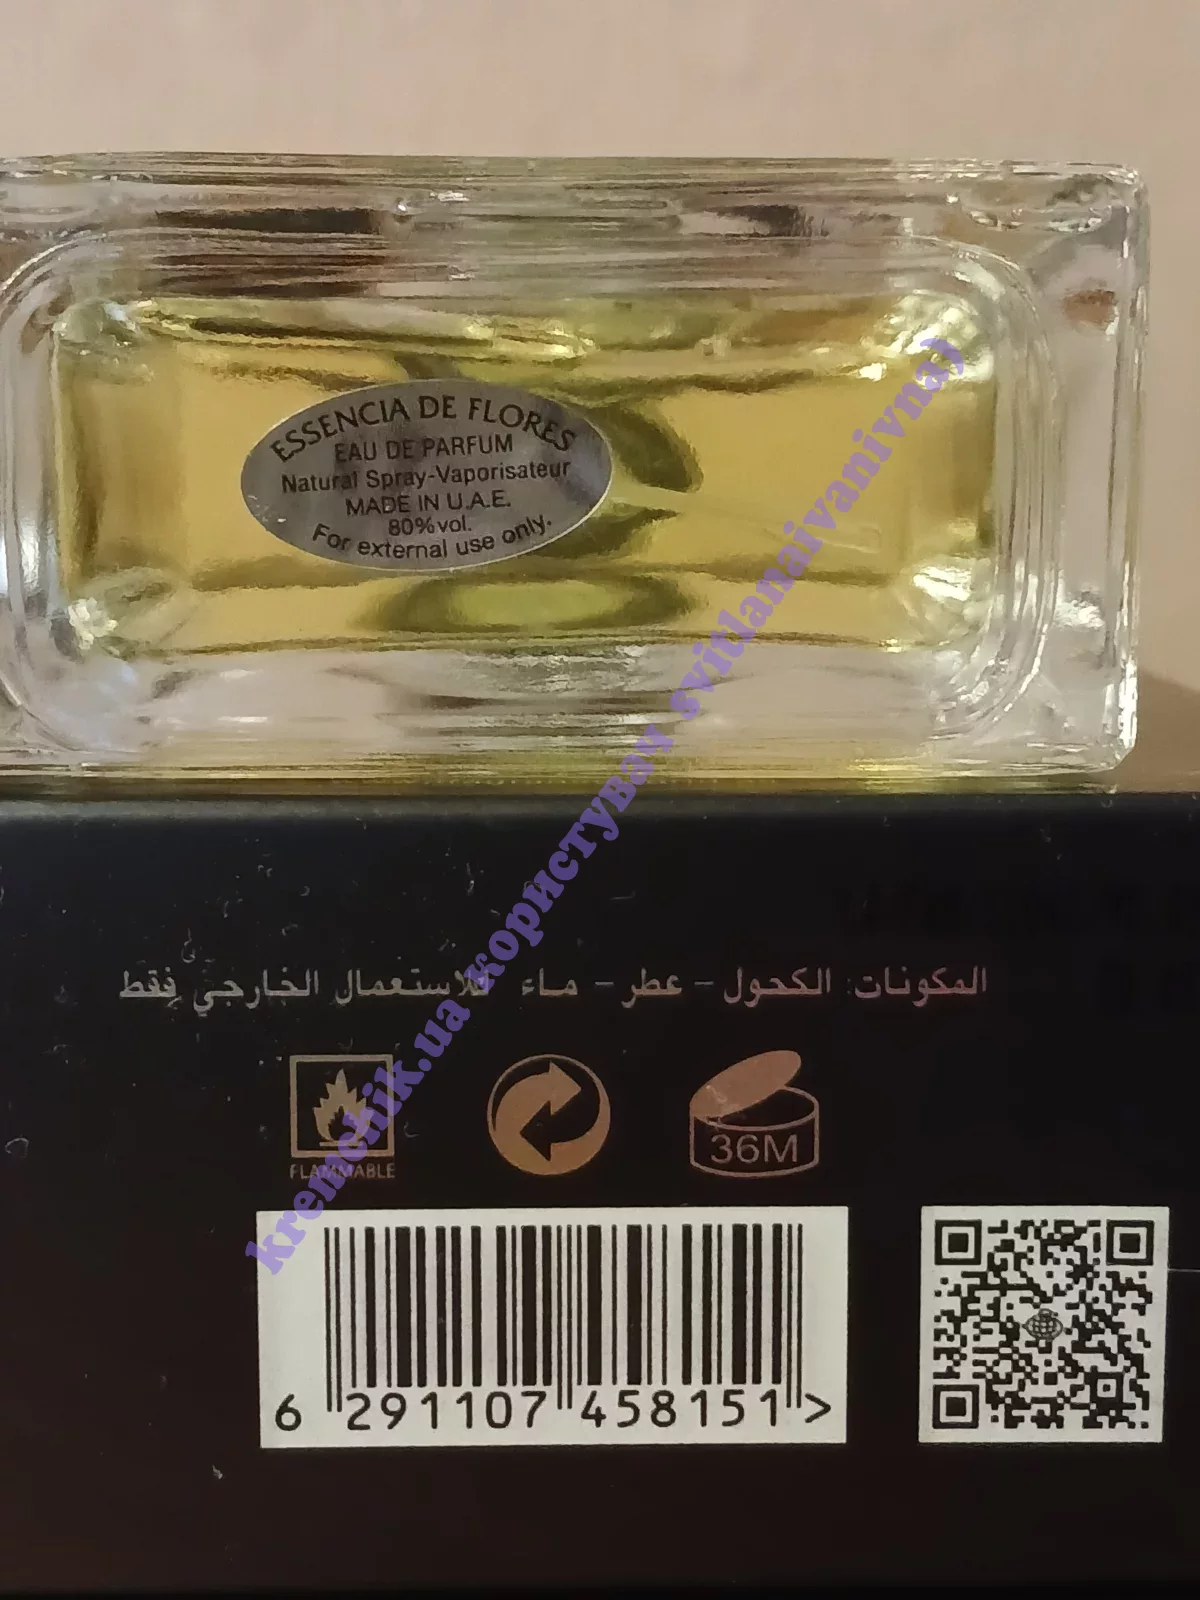 ESSENCIA DE FLORES
EAU DE PARFUM
Natural Spray-Vaporisateur
MADE IN U.A.E.
80%vol.
For external use only.
المكونات: الكحول - عطر - ماء للاستعمال الخارجي فقط
FLAMMABLE
36M
6 291107 458151 >
kremchik.ua користувач svitlanaivanivna)